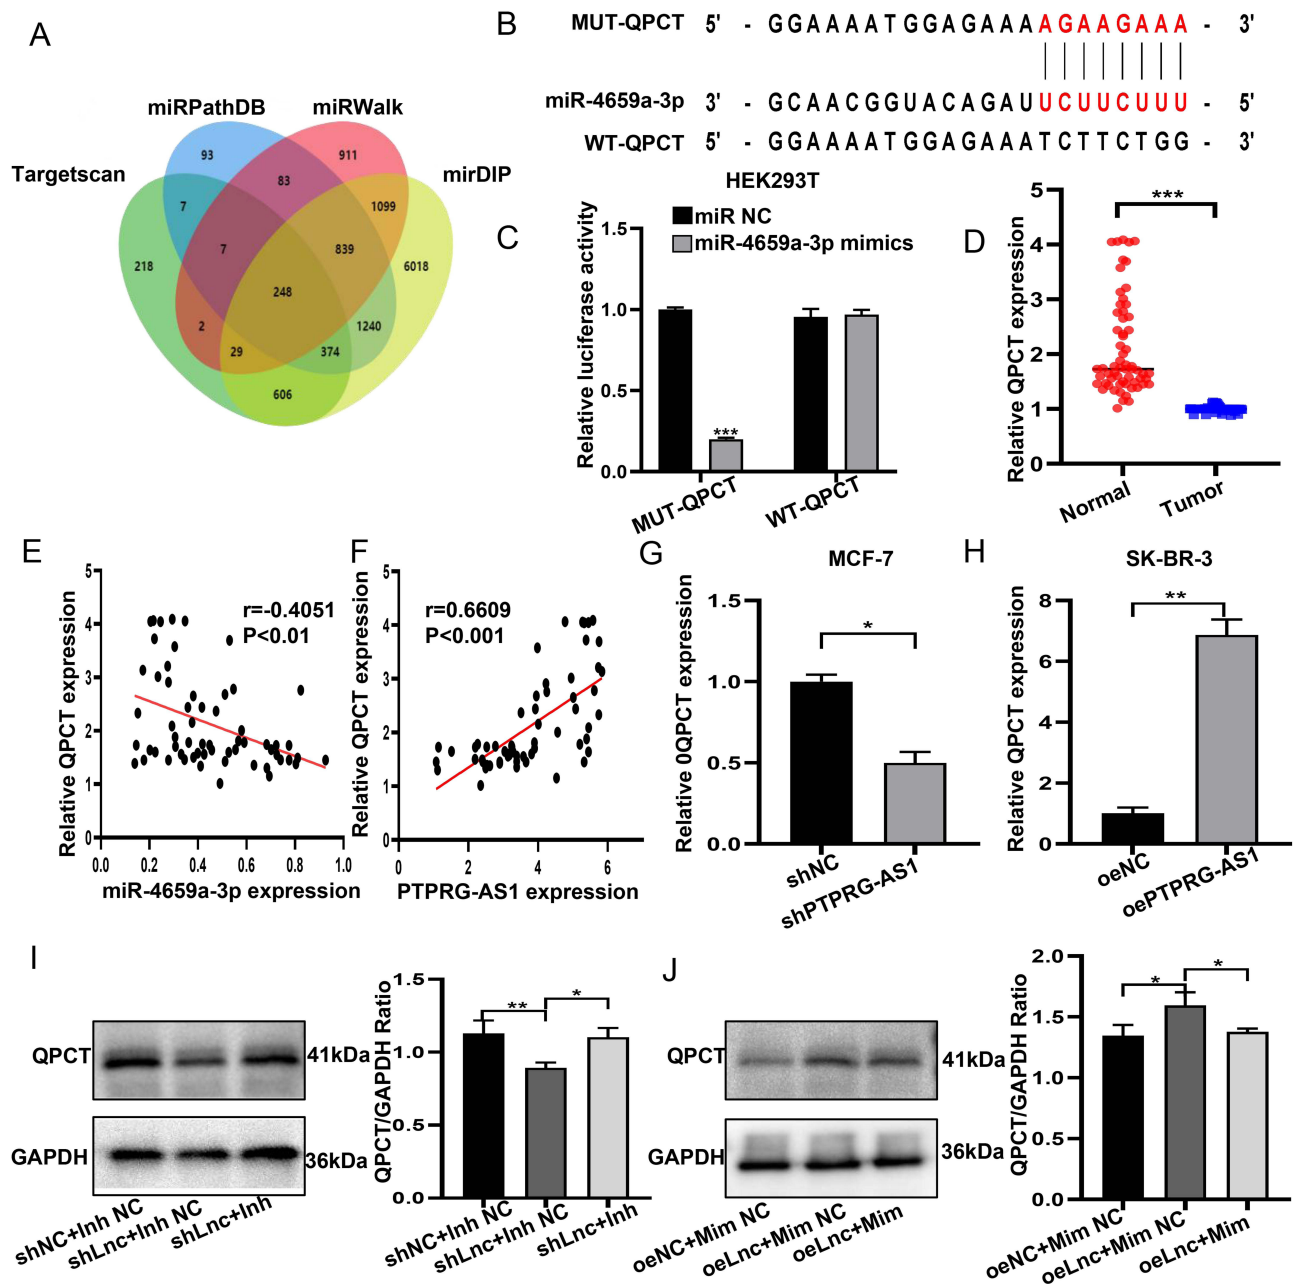 A
miRPathDB
miRWalk
Targetscan
mirDIP
93
911
83
7
1099
7
839
218
6018
248
2
1240
29
374
606
B
MUT-QPCT 5' - GGAAAATGGAGAAAAGAAGAAA - 3'
miR-4659a-3p 3' - GCAACGGUACAGAUUCUUCUUU - 5'
WT-QPCT 5' - GGAAAATGGAGAAATCTTCTGG - 3'
C
HEK293T
miR NC
miR-4659a-3p mimics
Relative luciferase activity
1.5
1.0
0.5
0.0
***
MUT-QPCT
WT-QPCT
D
Relative QPCT expression
5
4
3
2
1
0
***
Normal
Tumor
E
Relative QPCT expression
5
4
3
2
1
0
r=-0.4051
P<0.01
0.0 0.2 0.4 0.6 0.8 1.0
miR-4659a-3p expression
F
Relative QPCT expression
5
4
3
2
1
0
r=0.6609
P<0.001
0 2 4 6
PTPRG-AS1 expression
G
MCF-7
Relative 0QPCT expression
1.5
1.0
0.5
0.0
*
shNC
shPTPRG-AS1
H
SK-BR-3
Relative QPCT expression
8
6
4
2
0
**
oeNC
oePTPRG-AS1
I
QPCT
41kDa
GAPDH
36kDa
shNC+Inh NC
shLnc+Inh NC
shLnc+Inh
QPCT/GAPDH Ratio
1.5
1.0
0.5
0.0
**
*
shNC+Inh NC
shLnc+Inh NC
shLnc+Inh
J
QPCT
41kDa
GAPDH
36kDa
oeNC+Mim NC
oeLnc+Mim NC
oeLnc+Mim
QPCT/GAPDH Ratio
2.0
1.5
1.0
0.5
0.0
*
*
oeNC+Mim NC
oeLnc+Mim NC
oeLnc+Mim